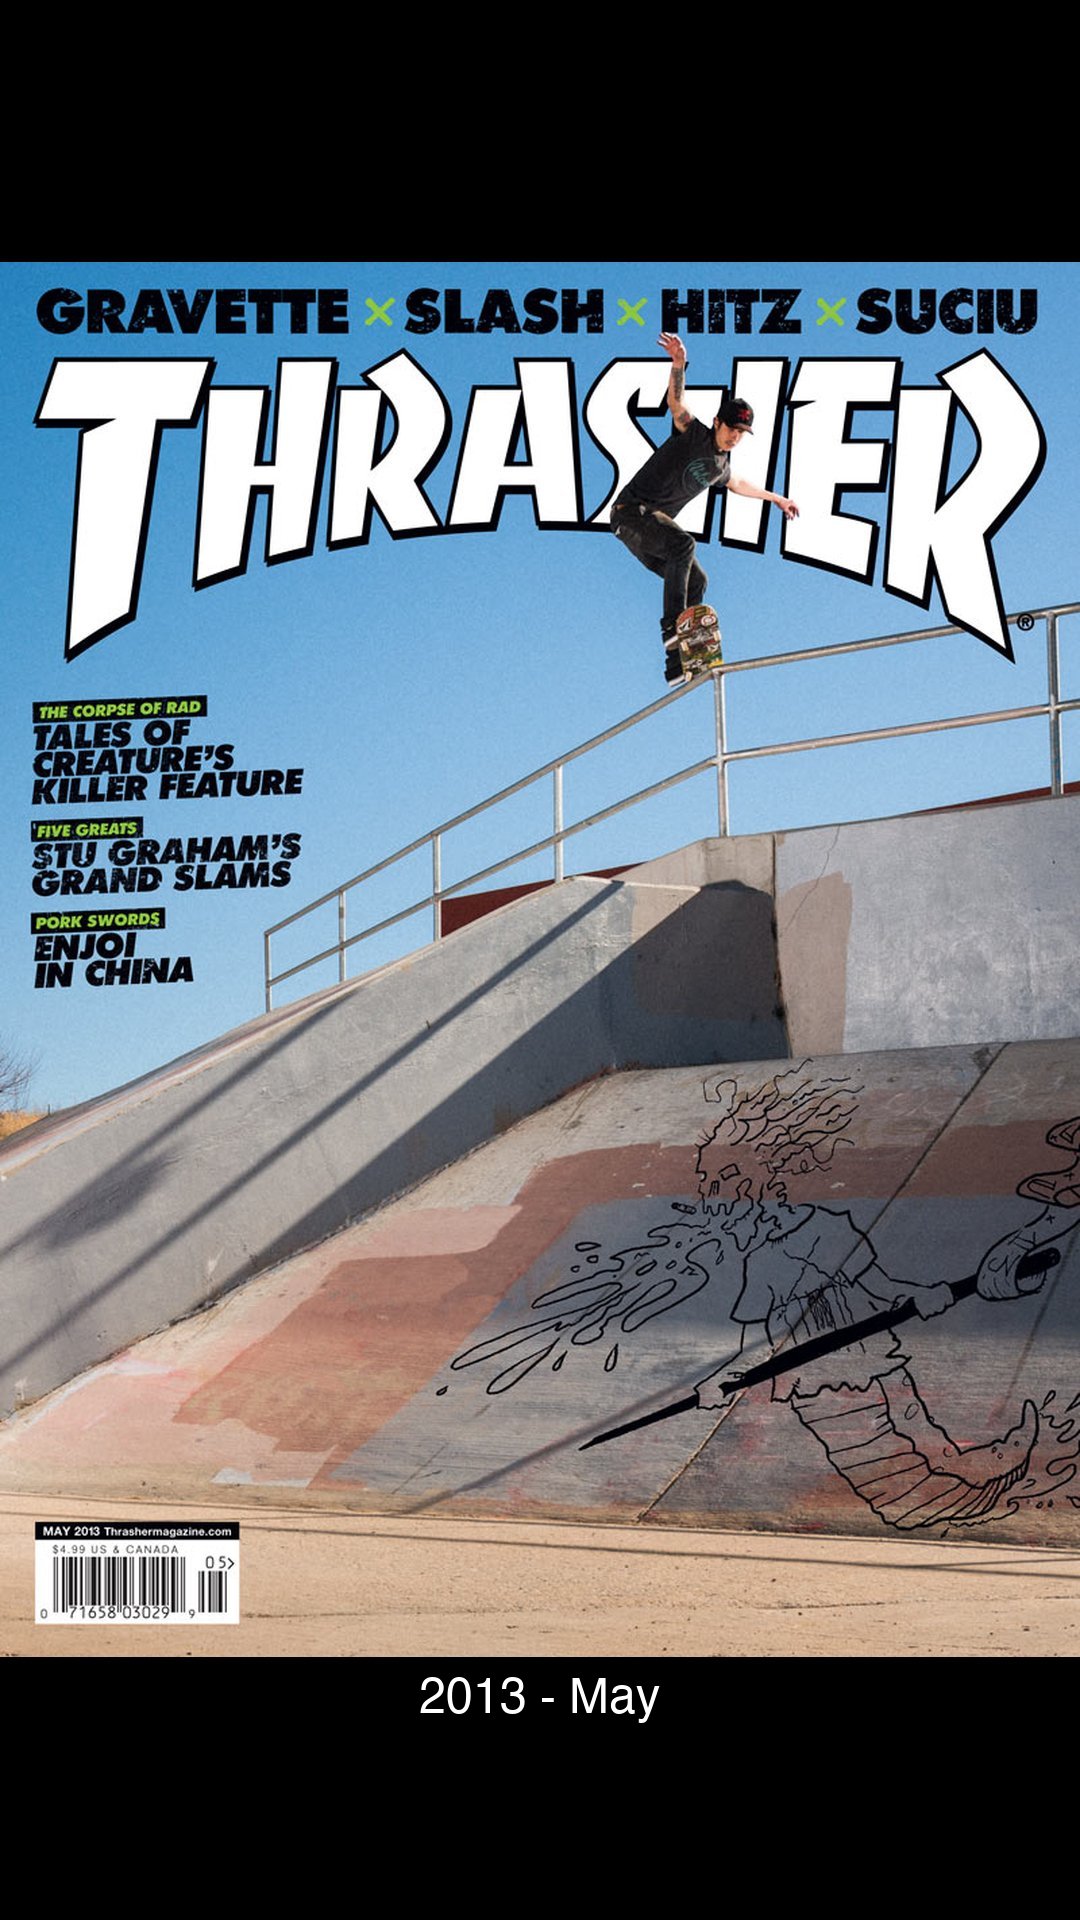 GRAVETTE × SLASH × HITZ × SUCIU
THRASHER
®
THE CORPSE OF RAD
TALES OF
CREATURE'S
KILLER FEATURE
FIVE GREATS
STU GRAHAM'S
GRAND SLAMS
PORK SWORDS
ENJOI
IN CHINA
MAY 2013 Thrashermagazine.com
$4.99 US & CANADA
05>
0 71658 03029 9
2013 - May